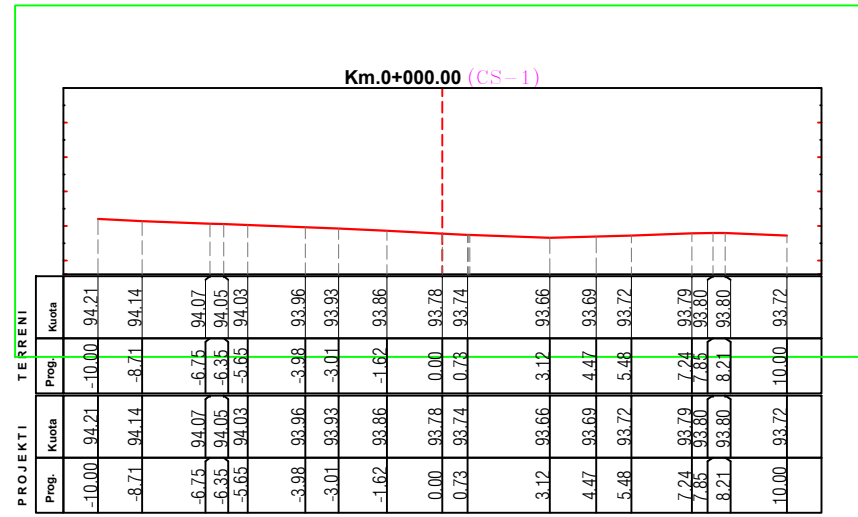 Km.0+000.00 (CS-1)
TERRENI
Kuota 94.21 94.14 94.07 94.05 94.03 93.96 93.93 93.86 93.78 93.74 93.66 93.69 93.72 93.79 93.80 93.80 93.72
Prog. -10.00 -8.71 -6.75 -6.35 -5.65 -3.98 -3.01 -1.62 0.00 0.73 3.12 4.47 5.48 7.24 7.85 8.21 10.00
PROJEKTI
Kuota 94.21 94.14 94.07 94.05 94.03 93.96 93.93 93.86 93.78 93.74 93.66 93.69 93.72 93.79 93.80 93.80 93.72
Prog. -10.00 -8.71 -6.75 -6.35 -5.65 -3.98 -3.01 -1.62 0.00 0.73 3.12 4.47 5.48 7.24 7.85 8.21 10.00